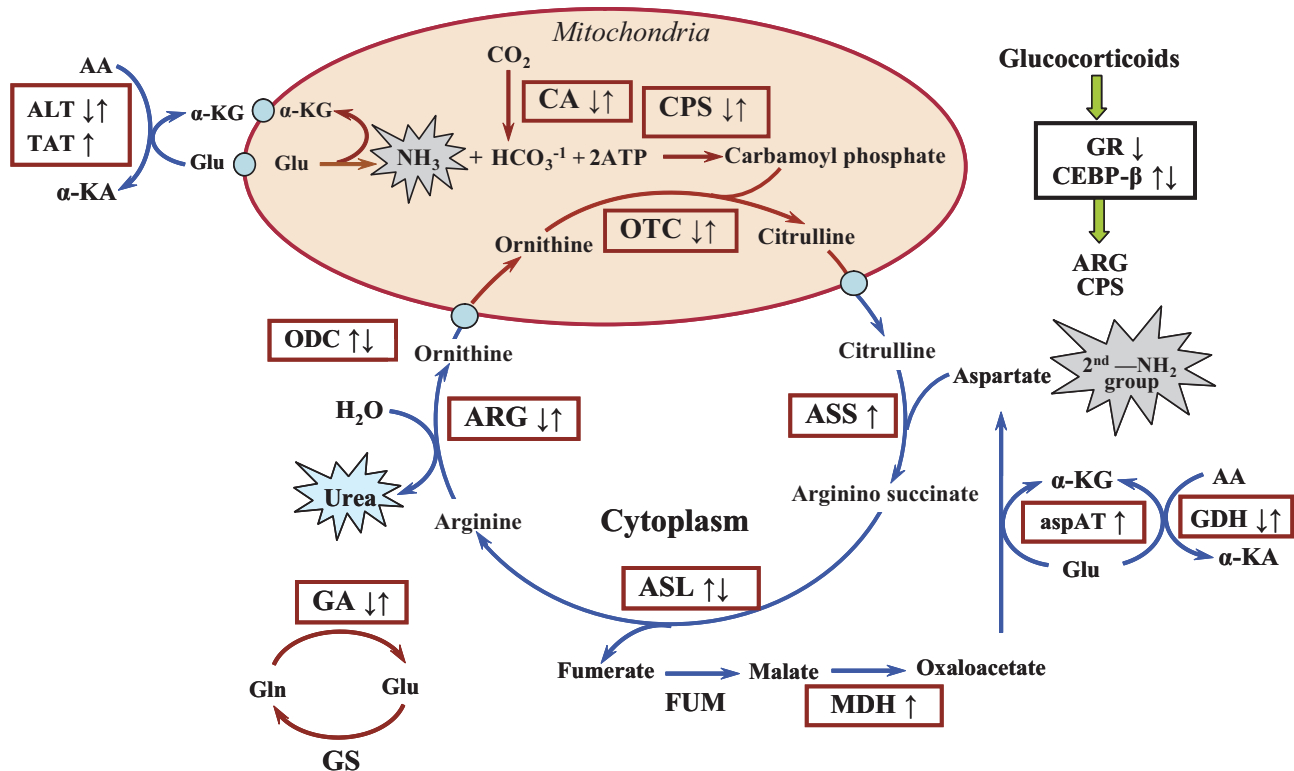 Mitochondria
CO₂
AA
ALT ↓↑
TAT ↑
α-KG
α-KG
Glu
Glu
α-KA
CA ↓↑
CPS ↓↑
NH₃ + HCO₃⁻¹ + 2ATP
Carbamoyl phosphate
Ornithine
OTC ↓↑
Citrulline
Glucocorticoids
GR ↓
CEBP-β ↑↓
ARG
CPS
ODC ↑↓
Ornithine
H₂O
ARG ↓↑
Urea
Arginine
Citrulline
Aspartate
2ⁿᵈ —NH₂
group
ASS ↑
Arginino succinate
Cytoplasm
α-KG
AA
aspAT ↑
GDH ↓↑
Glu
α-KA
ASL ↑↓
GA ↓↑
Gln
Glu
GS
Fumerate
FUM
Malate
MDH ↑
Oxaloacetate